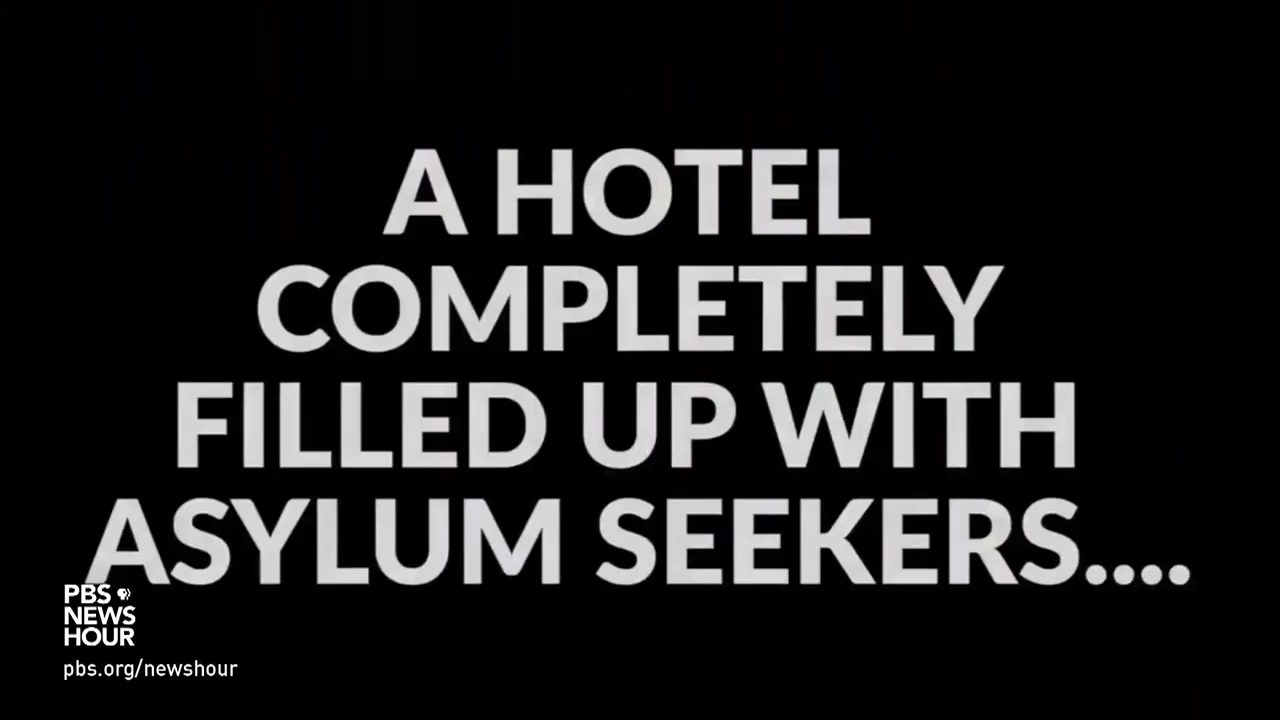 A HOTEL
COMPLETELY
FILLED UP WITH
ASYLUM SEEKERS....
PBS
NEWS
HOUR
pbs.org/newshour